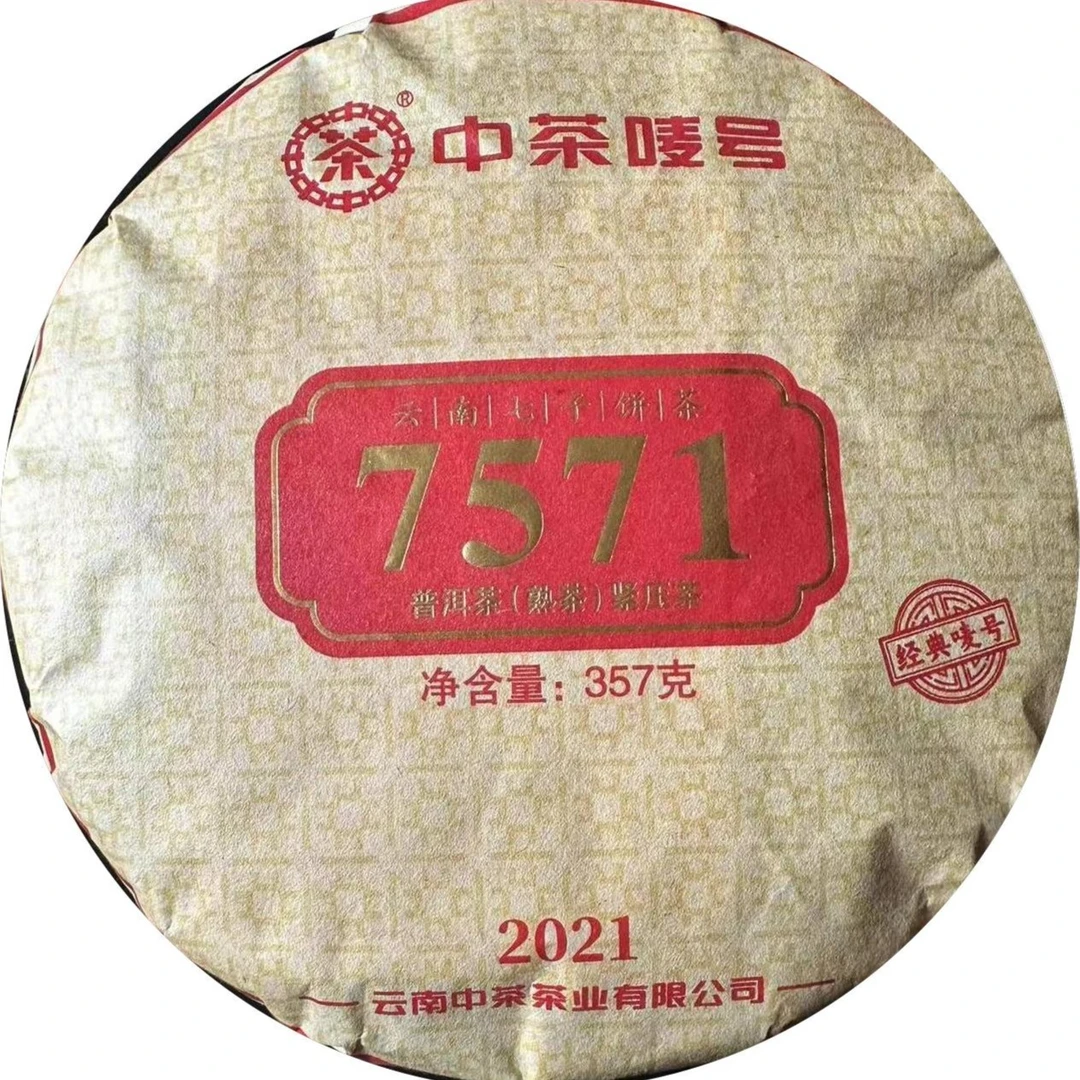 茶® 中茶唛号
云|南|七|子|饼|茶
7571
普洱茶(熟茶)紧压茶
净含量：357克
经典唛号
2021
云南中茶茶业有限公司